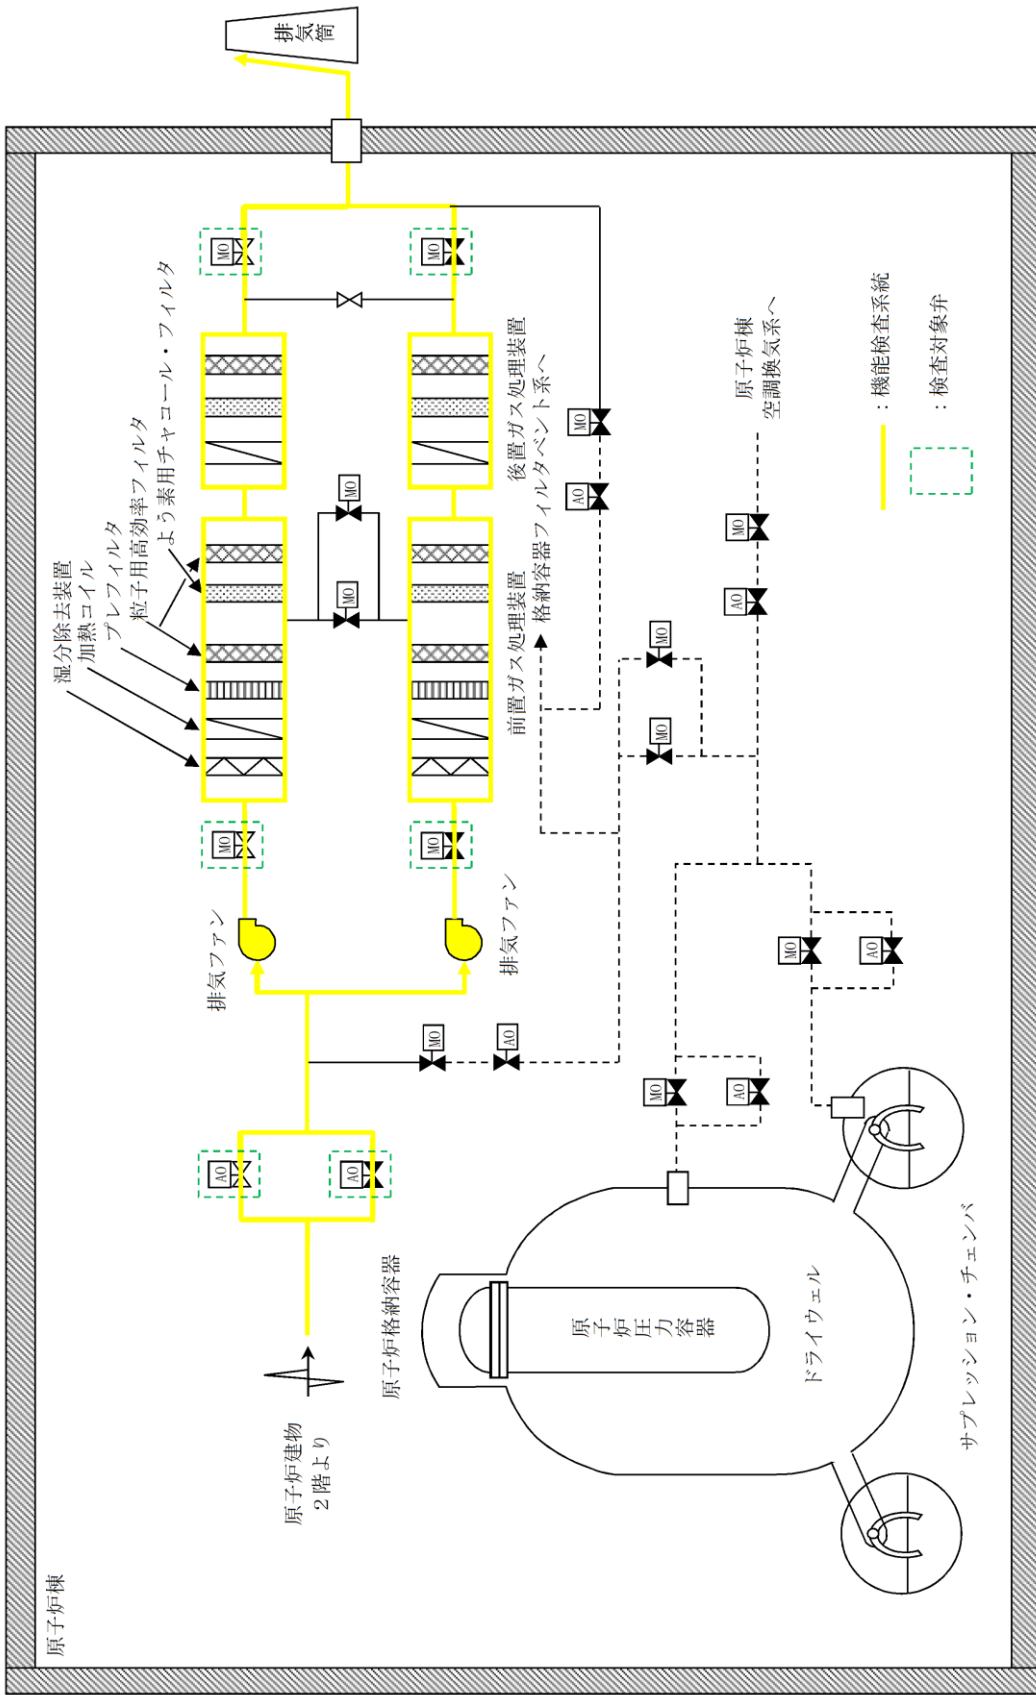 原子炉棟
原子炉建物
２階より
AO
AO
排気ファン
排気ファン
MO
MO
湿分除去装置
加熱コイル
プレフィルタ
粒子用高効率フィルタ
よう素用チャコール・フィルタ
MO
MO
前置ガス処理装置
後置ガス処理装置
MO
MO
排気筒
格納容器フィルタベント系へ
MO
AO
AO
MO
MO
MO
AO
MO
原子炉棟
空調換気系へ
MO
AO
MO
AO
原子炉格納容器
原子炉圧力容器
ドライウェル
サプレッション・チェンバ
：機能検査系統
：検査対象弁